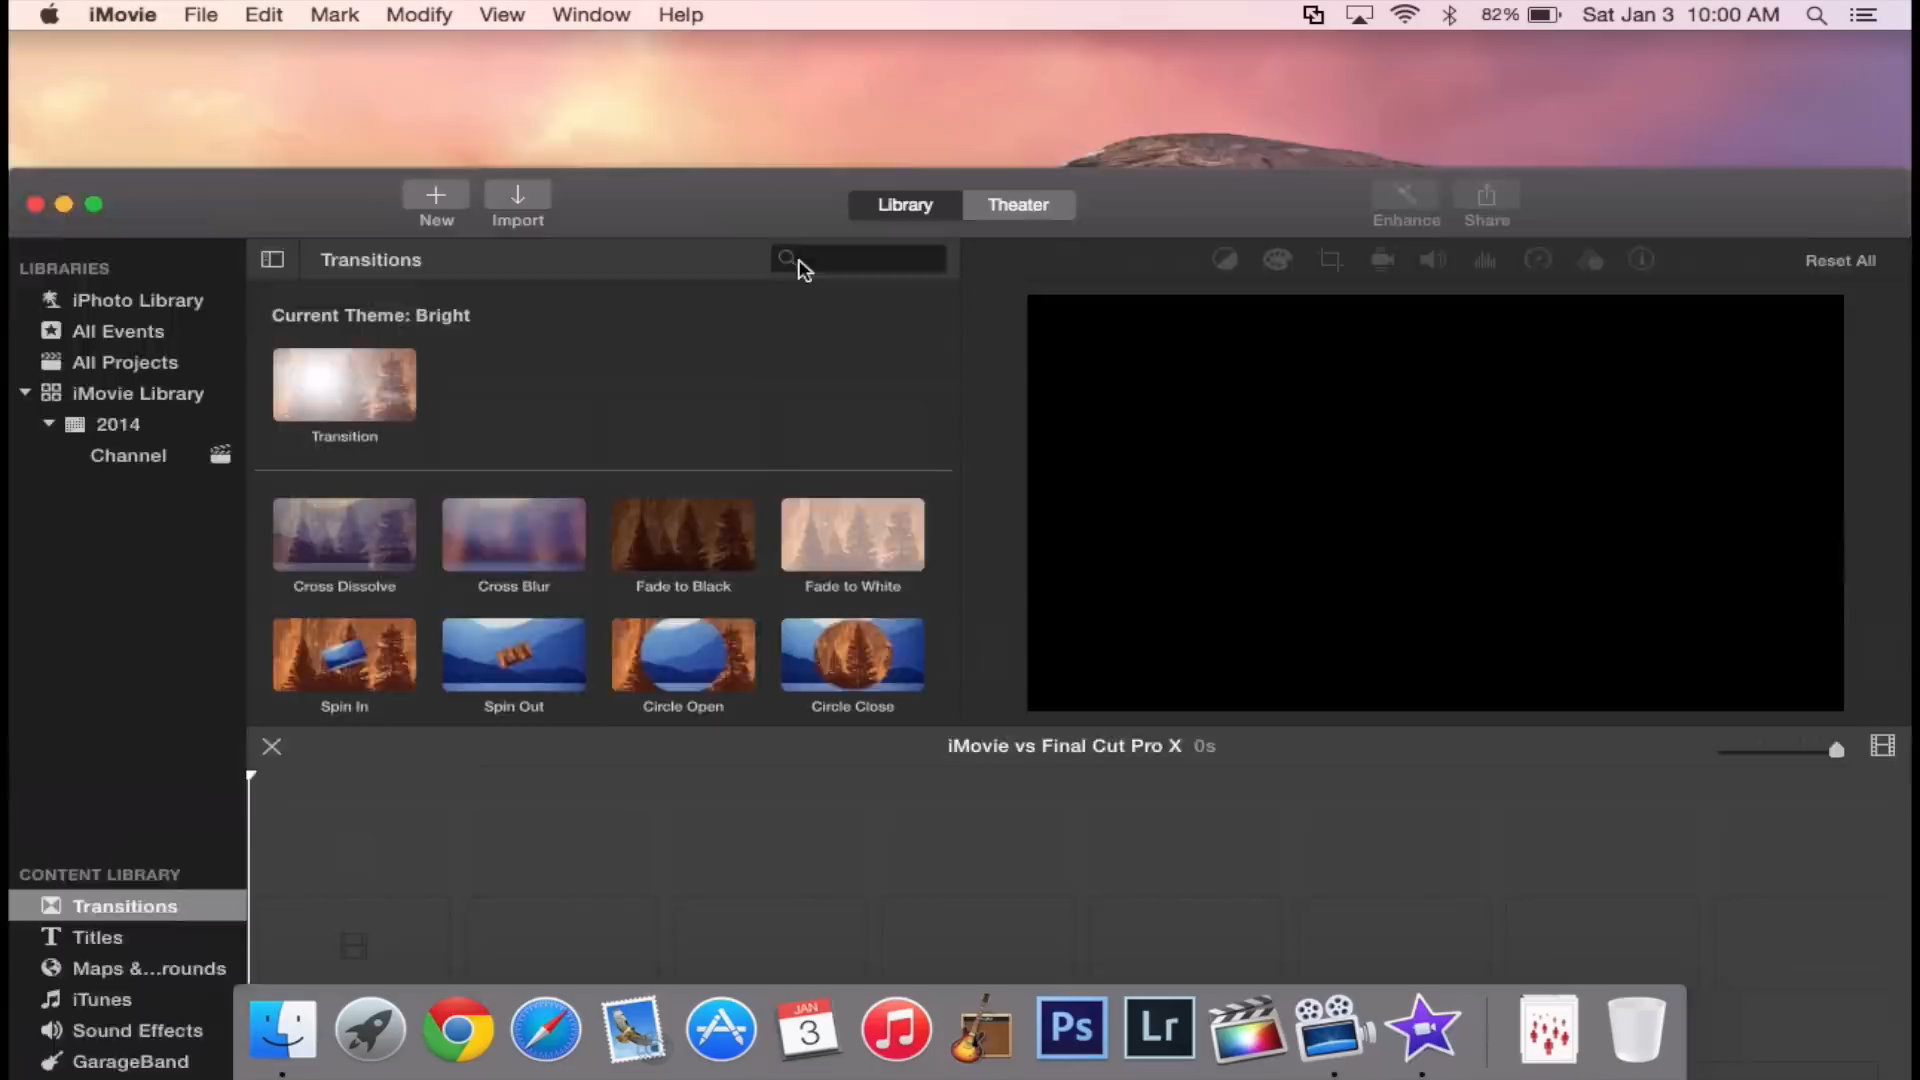 iMovie File Edit Mark Modify View Window Help 82% Sat Jan 3 10:00 AM
New Import Library Theater Enhance Share
LIBRARIES
iPhoto Library
All Events
All Projects
iMovie Library
2014
Channel
Transitions
Reset All
Current Theme: Bright
Transition
Cross Dissolve Cross Blur Fade to Black Fade to White
Spin In Spin Out Circle Open Circle Close
iMovie vs Final Cut Pro X 0s
CONTENT LIBRARY
Transitions
Titles
Maps &...rounds
iTunes
Sound Effects
GarageBand
JAN
3
Ps
Lr